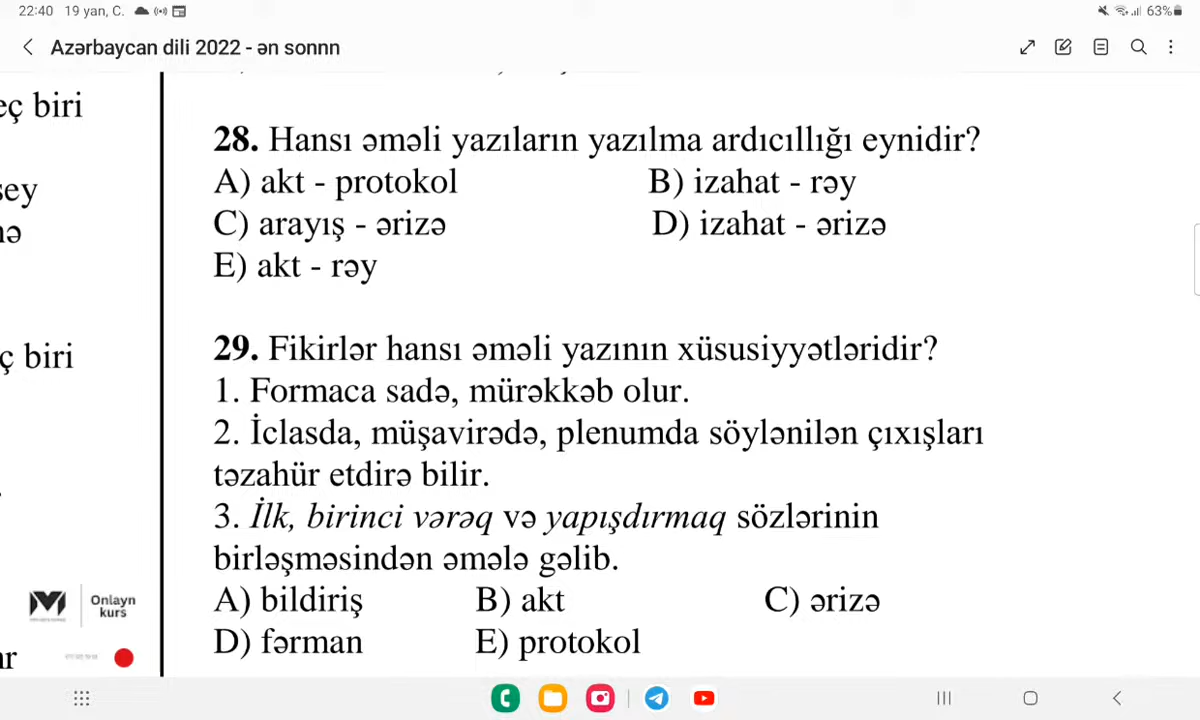 22:40 19 yan, C. 63%
Azərbaycan dili 2022 - ən sonnn
eç biri
sey
nə
ç biri
28. Hansı əməli yazıların yazılma ardıcıllığı eynidir?
A) akt - protokol B) izahat - rəy
C) arayış - ərizə D) izahat - ərizə
E) akt - rəy
29. Fikirlər hansı əməli yazının xüsusiyyətləridir?
1. Formaca sadə, mürəkkəb olur.
2. İclasda, müşavirədə, plenumda söylənilən çıxışları
təzahür etdirə bilir.
3. İlk, birinci vərəq və yapışdırmaq sözlərinin
birləşməsindən əmələ gəlib.
A) bildiriş B) akt C) ərizə
D) fərman E) protokol
Onlayn
kurs